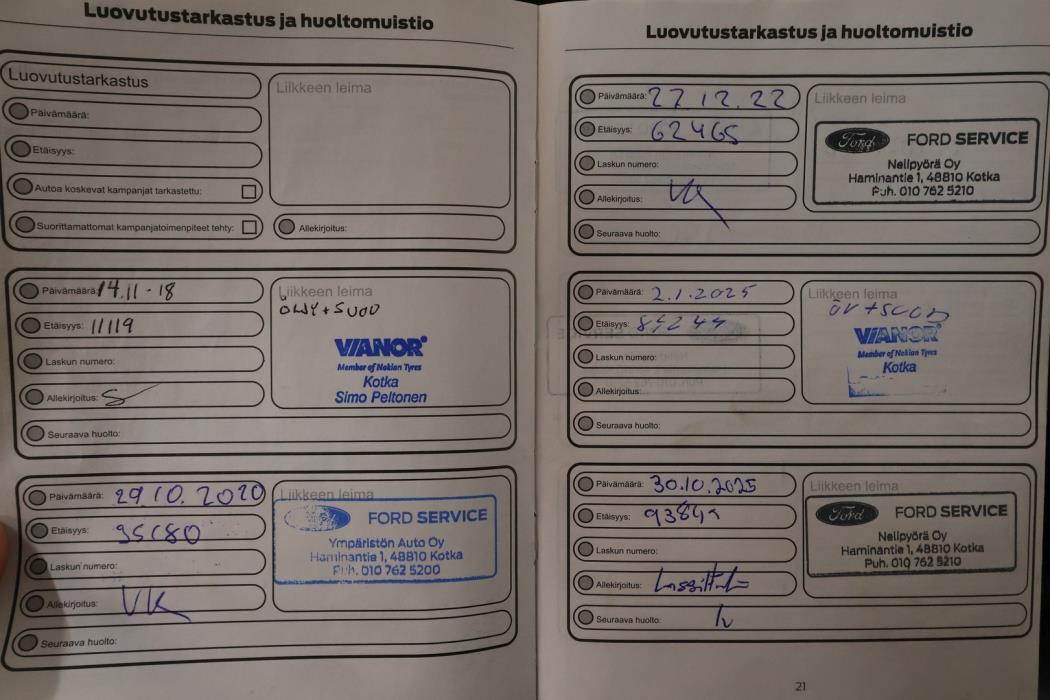 Luovutustarkastus ja huoltomuistio
Luovutustarkastus
Liikkeen leima
Päivämäärä:
Etäisyys:
Autoa koskevat kampanjat tarkastettu:
Suorittamattomat kampanjatoimenpiteet tehty:
Allekirjoitus:
Päivämäärä: 14.11-18
Liikkeen leima
ÖLJY+SUOD
Etäisyys: 11119
Laskun numero:
Allekirjoitus:
VIANOR
Member of Nokian Tyres
Kotka
Simo Peltonen
Seuraava huolto:
Päivämäärä: 29.10.2020
Liikkeen leima
Etäisyys:
Laskun numero:
Allekirjoitus: VK
Ford FORD SERVICE
Ympäristön Auto Oy
Haminantie 1, 48810 Kotka
Puh. 010 762 5200
Seuraava huolto:
Luovutustarkastus ja huoltomuistio
Päivämäärä: 27.12.22
Liikkeen leima
Etäisyys: 62465
Laskun numero:
Allekirjoitus: VK
Ford FORD SERVICE
Nelipyörä Oy
Haminantie 1, 48810 Kotka
Puh. 010 762 5210
Seuraava huolto:
Päivämäärä: 2.1.2025
Liikkeen leima
Etäisyys:
Laskun numero:
Allekirjoitus:
VIANOR
Member of Nokian Tyres
Kotka
Seuraava huolto:
Päivämäärä: 30.10.2025
Liikkeen leima
Etäisyys:
Laskun numero:
Allekirjoitus:
Ford FORD SERVICE
Nelipyörä Oy
Haminantie 1, 48810 Kotka
Puh. 010 762 5210
Seuraava huolto:
21